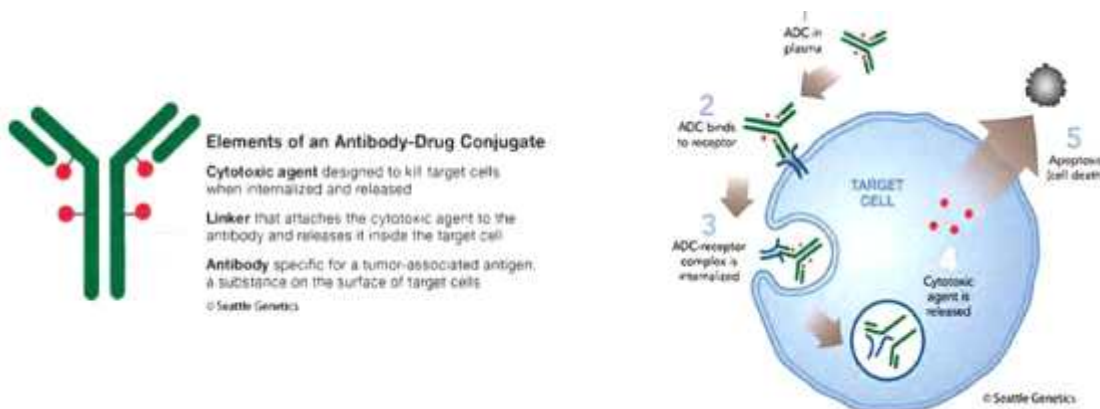 Elements of an Antibody-Drug Conjugate
Cytotoxic agent designed to kill target cells
when internalized and released
Linker that attaches the cytotoxic agent to the
antibody and releases it inside the target cell
Antibody specific for a tumor-associated antigen,
a substance on the surface of target cells
© Seattle Genetics
1
ADC in
plasma
2
ADC binds
to receptor
3
ADC-receptor
complex is
internalized
TARGET
CELL
4
Cytotoxic
agent is
released
5
Apoptosis
(cell death)
© Seattle Genetics